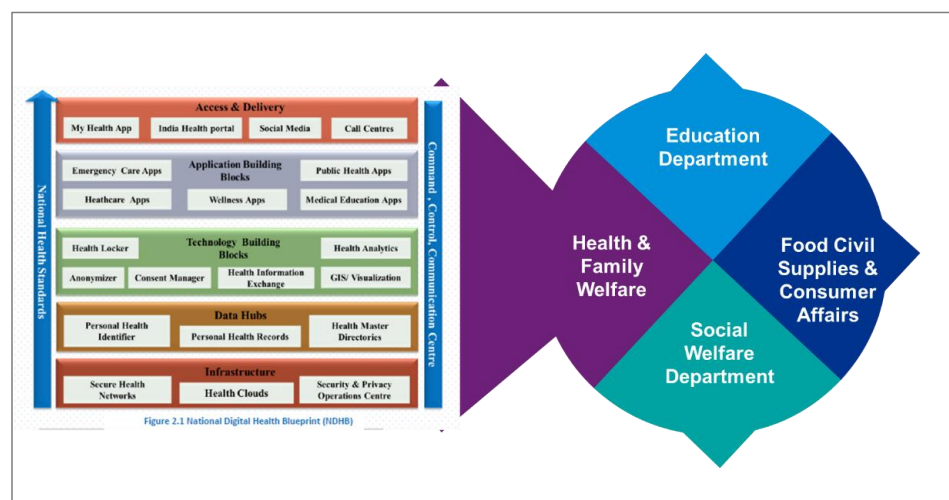 Access & Delivery
My Health App
India Health portal
Social Media
Call Centres
Application Building
Blocks
Emergency Care Apps
Public Health Apps
Heathcare Apps
Wellness Apps
Medical Education Apps
Technology Building
Blocks
Health Locker
Health Analytics
Anonymizer
Consent Manager
Health Information
Exchange
GIS/ Visualization
Data Hubs
Personal Health
Identifier
Personal Health Records
Health Master
Directories
Infrastructure
Secure Health
Networks
Health Clouds
Security & Privacy
Operations Centre
National Health Standards
Command , Control, Communication Centre
Figure 2.1 National Digital Health Blueprint (NDHB)
Education
Department
Health &
Family
Welfare
Food Civil
Supplies &
Consumer
Affairs
Social
Welfare
Department